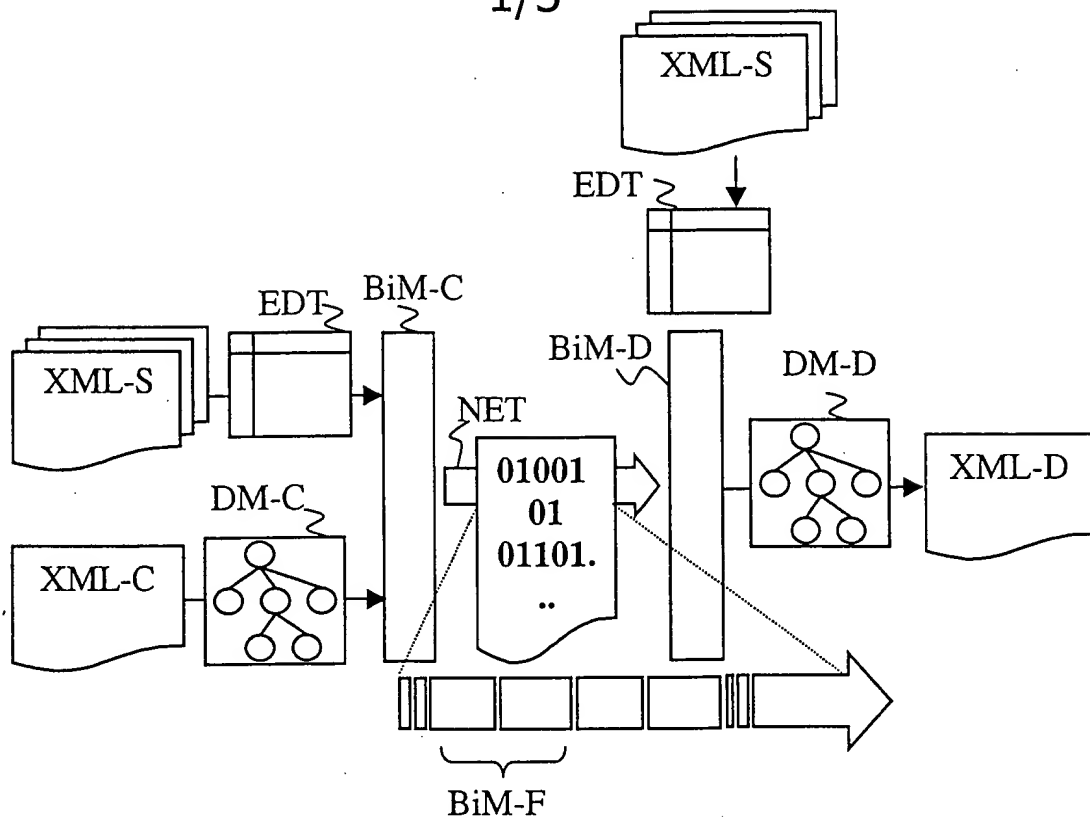 1/5
XML-S
EDT
EDT
BiM-C
BiM-D
DM-D
XML-S
NET
01001
01
01101.
..
XML-D
DM-C
XML-C
BiM-F